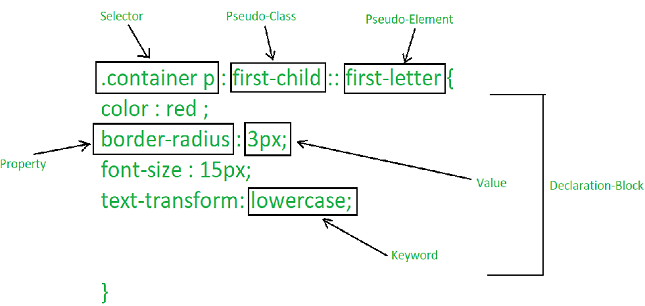 Selector
Pseudo-Class
Pseudo-Element
.container p : first-child :: first-letter {
color : red ;
border-radius : 3px;
Property
font-size : 15px;
Value
Declaration-Block
text-transform: lowercase;
Keyword
}